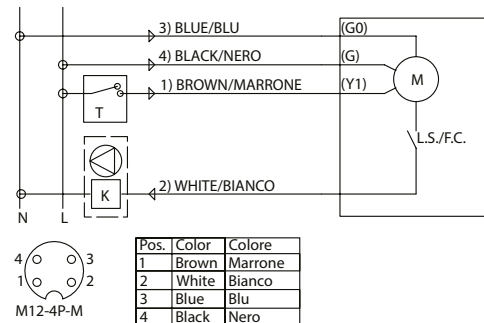 3) BLUE/BLU (G0)
4) BLACK/NERO (G)
1) BROWN/MARRONE (Y1)
M
T
L.S./F.C.
K
2) WHITE/BIANCO
N L
4 3
1 2
M12-4P-M
Pos. Color Colore
1 Brown Marrone
2 White Bianco
3 Blue Blu
4 Black Nero